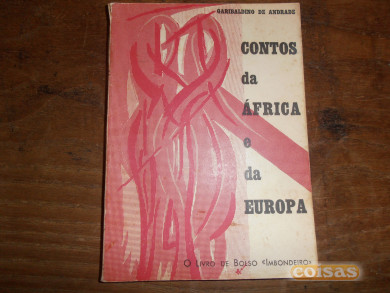 GARIBALDINO DE ANDRADE
CONTOS
da
ÁFRICA
e
da
EUROPA
O LIVRO DE BOLSO «IMBONDEIRO»
coisas